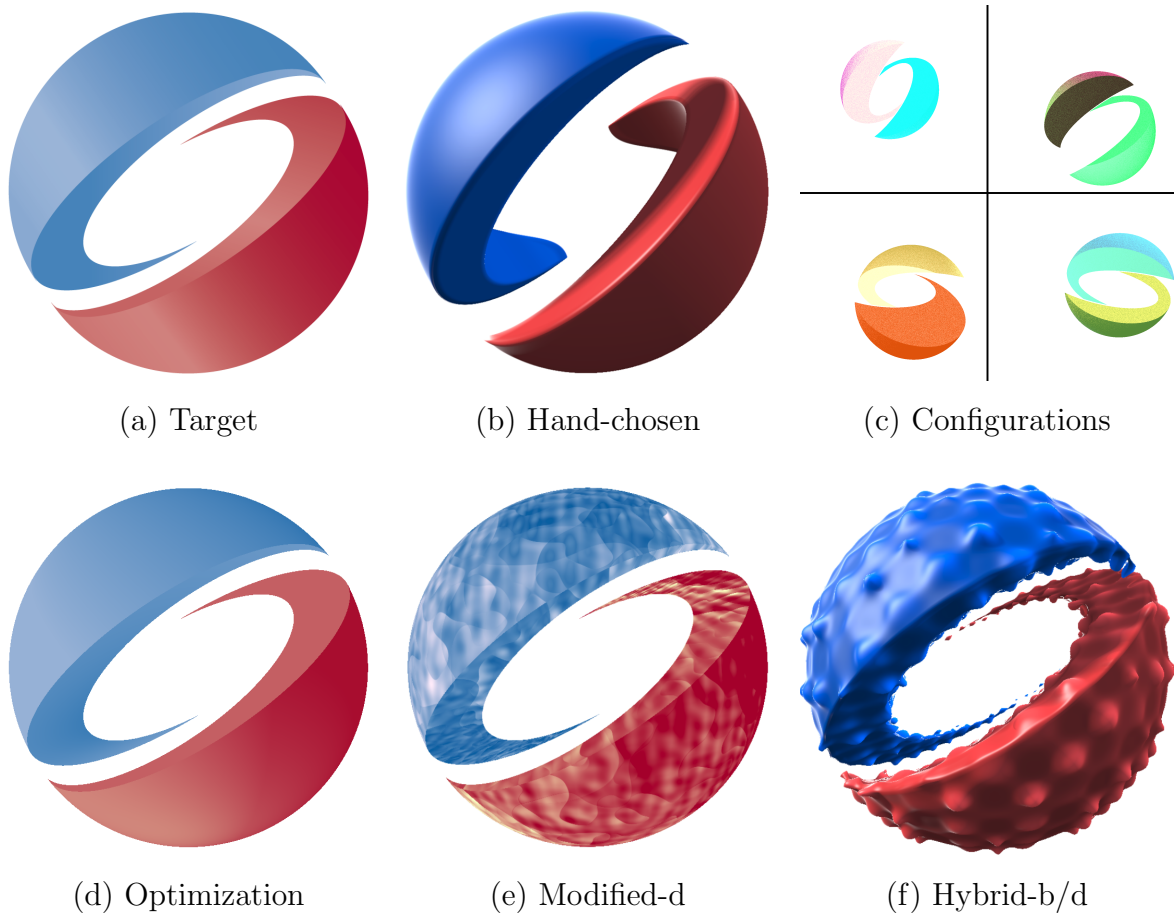 (a) Target
(b) Hand-chosen
(c) Configurations
(d) Optimization
(e) Modified-d
(f) Hybrid-b/d